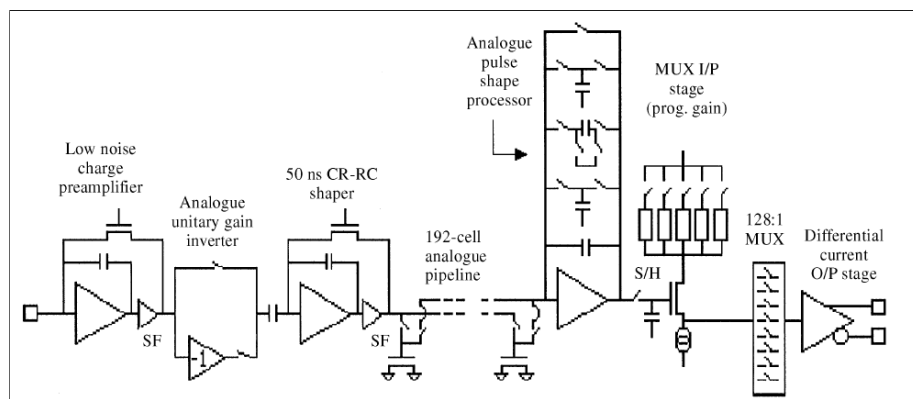 Analogue
pulse
shape
processor
MUX I/P
stage
(prog. gain)
Low noise
charge
preamplifier
Analogue
unitary gain
inverter
50 ns CR-RC
shaper
192-cell
analogue
pipeline
128:1
MUX
Differential
current
O/P stage
S/H
SF
-1
SF